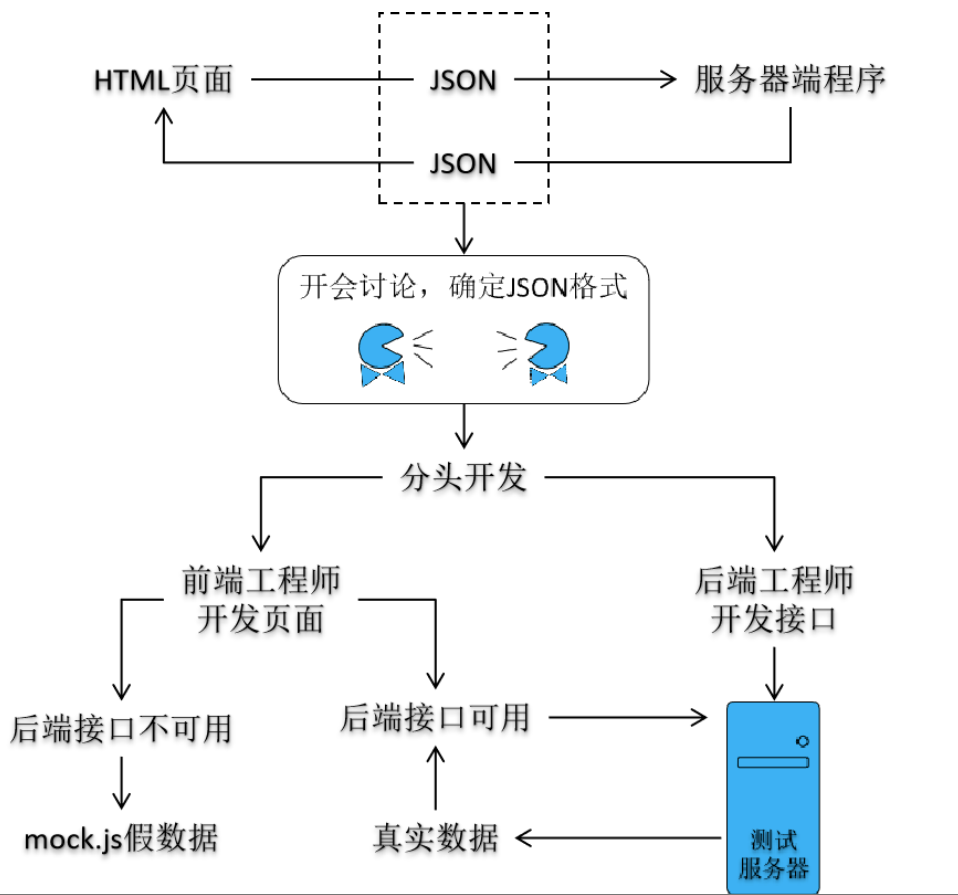 HTML页面
JSON
服务器端程序
JSON
开会讨论，确定JSON格式
分头开发
前端工程师
开发页面
后端工程师
开发接口
后端接口不可用
后端接口可用
mock.js假数据
真实数据
测试
服务器